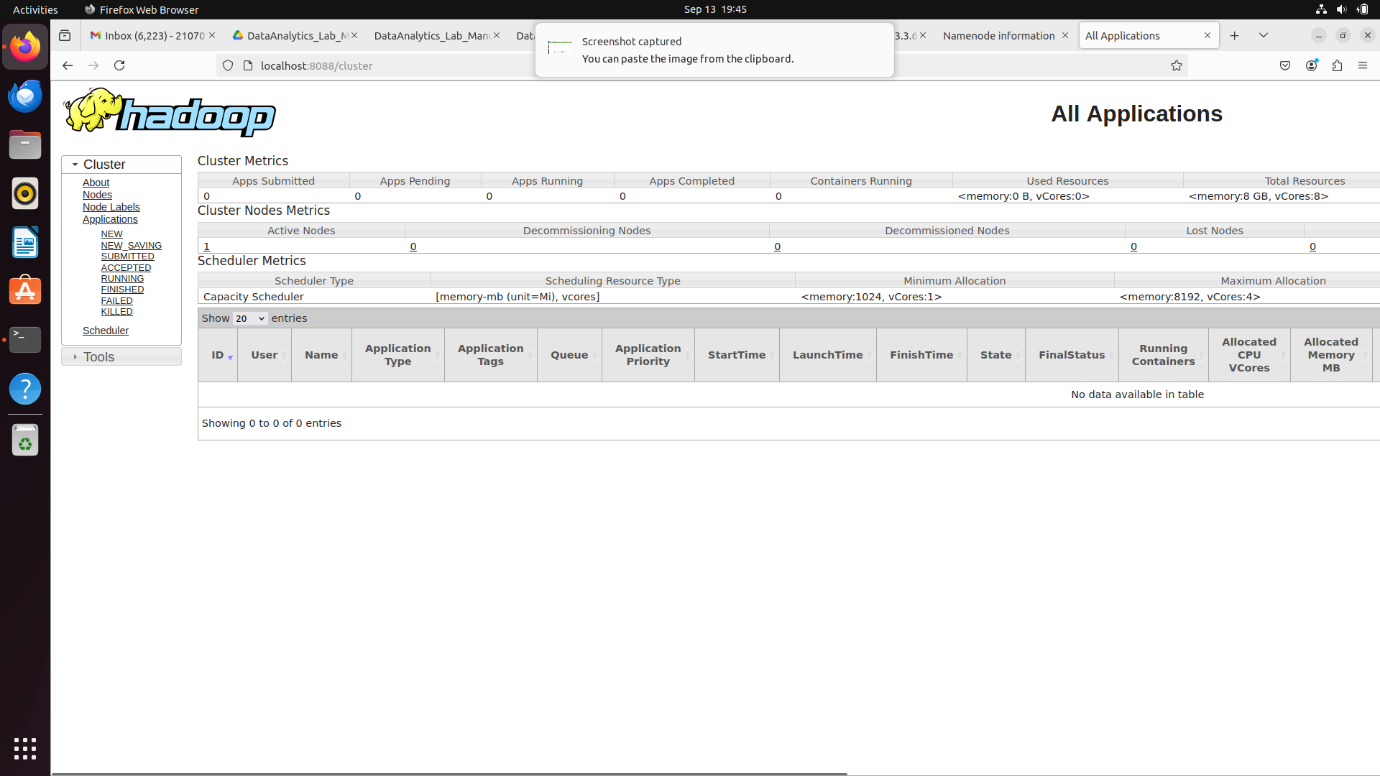 Activities
Firefox Web Browser
Sep 13 19:45
Inbox (6,223) - 21070
DataAnalytics_Lab_M
DataAnalytics_Lab_Man
Dat
3.3.6
Namenode information
All Applications
Screenshot captured
You can paste the image from the clipboard.
localhost:8088/cluster
hadoop
All Applications
Cluster
About
Nodes
Node Labels
Applications
NEW
NEW_SAVING
SUBMITTED
ACCEPTED
RUNNING
FINISHED
FAILED
KILLED
Scheduler
Tools
Cluster Metrics
Apps Submitted Apps Pending Apps Running Apps Completed Containers Running Used Resources Total Resources
0 0 0 0 0 <memory:0 B, vCores:0> <memory:8 GB, vCores:8>
Cluster Nodes Metrics
Active Nodes Decommissioning Nodes Decommissioned Nodes Lost Nodes
1 0 0 0 0
Scheduler Metrics
Scheduler Type Scheduling Resource Type Minimum Allocation Maximum Allocation
Capacity Scheduler [memory-mb (unit=Mi), vcores] <memory:1024, vCores:1> <memory:8192, vCores:4>
Show 20 entries
ID User Name Application Type Application Tags Queue Application Priority StartTime LaunchTime FinishTime State FinalStatus Running Containers Allocated CPU VCores Allocated Memory MB
No data available in table
Showing 0 to 0 of 0 entries